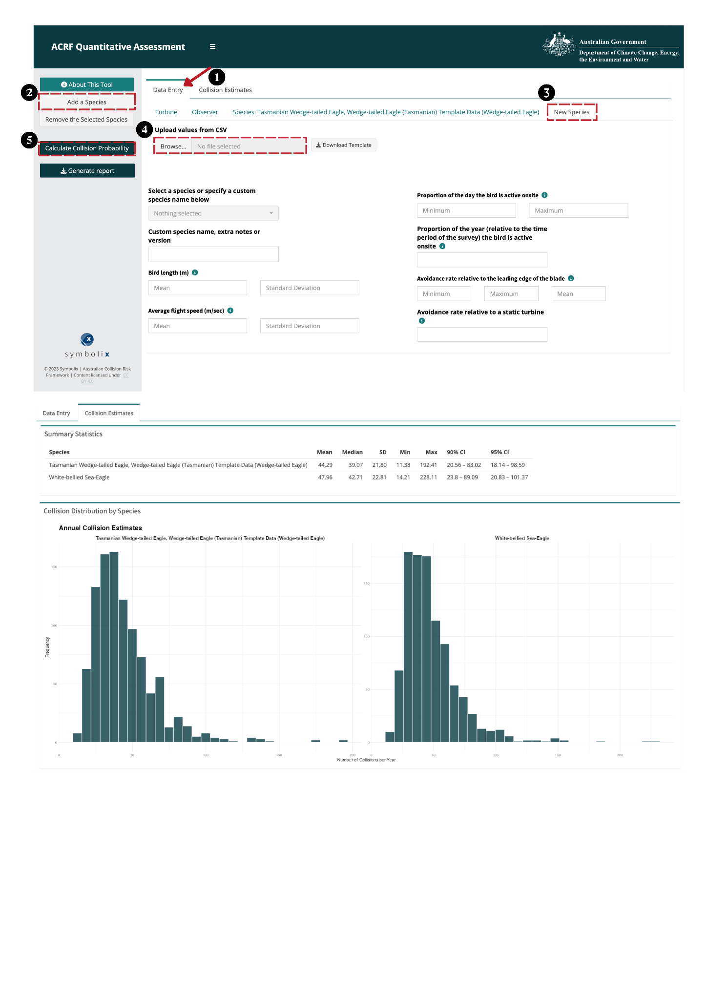 ACRF Quantitative Assessment
Australian Government
Department of Climate Change, Energy,
the Environment and Water
1
2
3
4
5
About This Tool
Add a Species
Remove the Selected Species
Calculate Collision Probability
Generate report
Data Entry
Collision Estimates
Turbine
Observer
Species: Tasmanian Wedge-tailed Eagle, Wedge-tailed Eagle (Tasmanian) Template Data (Wedge-tailed Eagle)
New Species
Upload values from CSV
Browse... No file selected
Download Template
Select a species or specify a custom
species name below
Nothing selected
Custom species name, extra notes or
version
Bird length (m)
Mean
Standard Deviation
Average flight speed (m/sec)
Mean
Standard Deviation
Proportion of the day the bird is active onsite
Minimum
Maximum
Proportion of the year (relative to the time
period of the survey) the bird is active
onsite
Avoidance rate relative to the leading edge of the blade
Minimum
Maximum
Mean
Avoidance rate relative to a static turbine
symbolix
© 2025 Symbolix | Australian Collision Risk
Framework | Content licensed under CC
BY 4.0
Data Entry
Collision Estimates
Summary Statistics
Species Mean Median SD Min Max 90% CI 95% CI
Tasmanian Wedge-tailed Eagle, Wedge-tailed Eagle (Tasmanian) Template Data (Wedge-tailed Eagle) 44.29 39.07 21.80 11.38 192.41 20.56 – 83.02 18.14 – 98.59
White-bellied Sea-Eagle 47.96 42.71 22.81 14.21 228.11 23.8 – 89.09 20.83 – 101.37
Collision Distribution by Species
Annual Collision Estimates
Tasmanian Wedge-tailed Eagle, Wedge-tailed Eagle (Tasmanian) Template Data (Wedge-tailed Eagle)
White-bellied Sea-Eagle
Frequency
150
100
50
0
0 50 100 150 200
150
100
50
0
0 50 100 150 200
Number of Collisions per Year